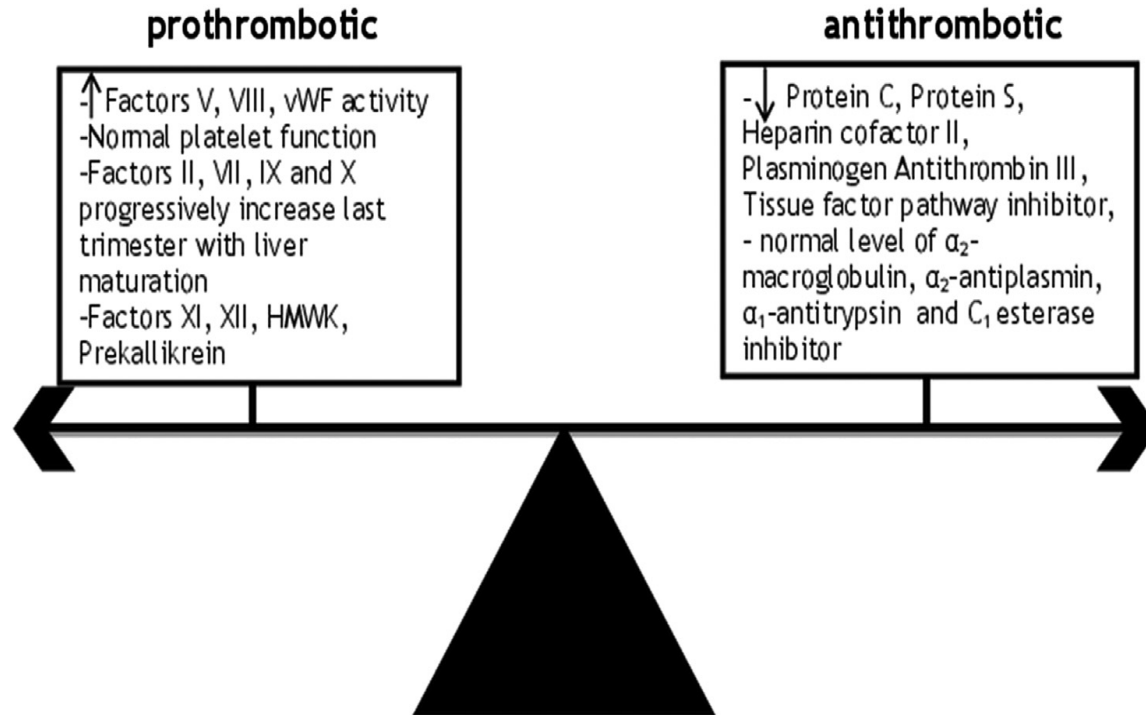 prothrombotic
-↑ Factors V, VIII, vWF activity
-Normal platelet function
-Factors II, VII, IX and X
progressively increase last
trimester with liver
maturation
-Factors XI, XII, HMWK,
Prekallikrein
antithrombotic
-↓ Protein C, Protein S,
Heparin cofactor II,
Plasminogen Antithrombin III,
Tissue factor pathway inhibitor,
- normal level of α₂-
macroglobulin, α₂-antiplasmin,
α₁-antitrypsin and C₁ esterase
inhibitor